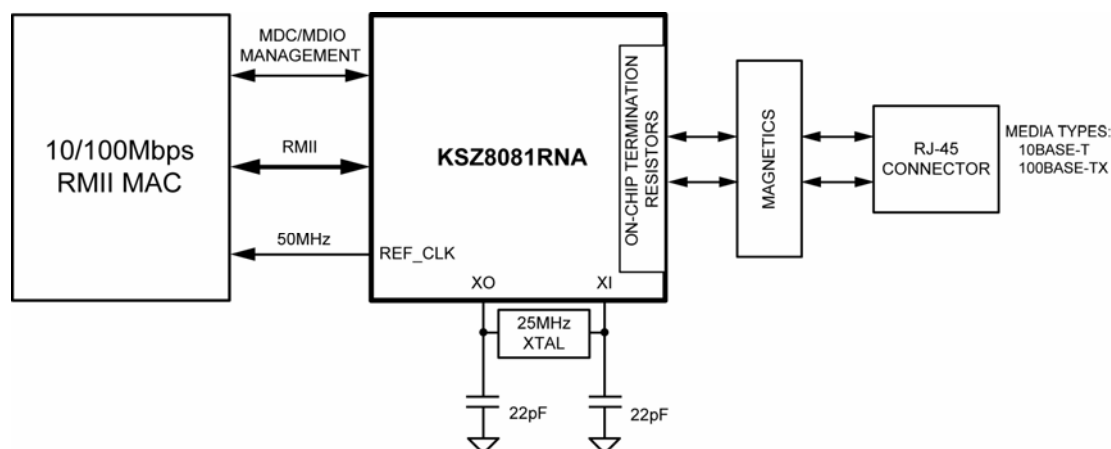 MDC/MDIO
MANAGEMENT
10/100Mbps
RMII MAC
RMII
50MHz
KSZ8081RNA
REF_CLK
XO
XI
ON-CHIP TERMINATION
RESISTORS
MAGNETICS
RJ-45
CONNECTOR
MEDIA TYPES:
10BASE-T
100BASE-TX
25MHz
XTAL
22pF
22pF